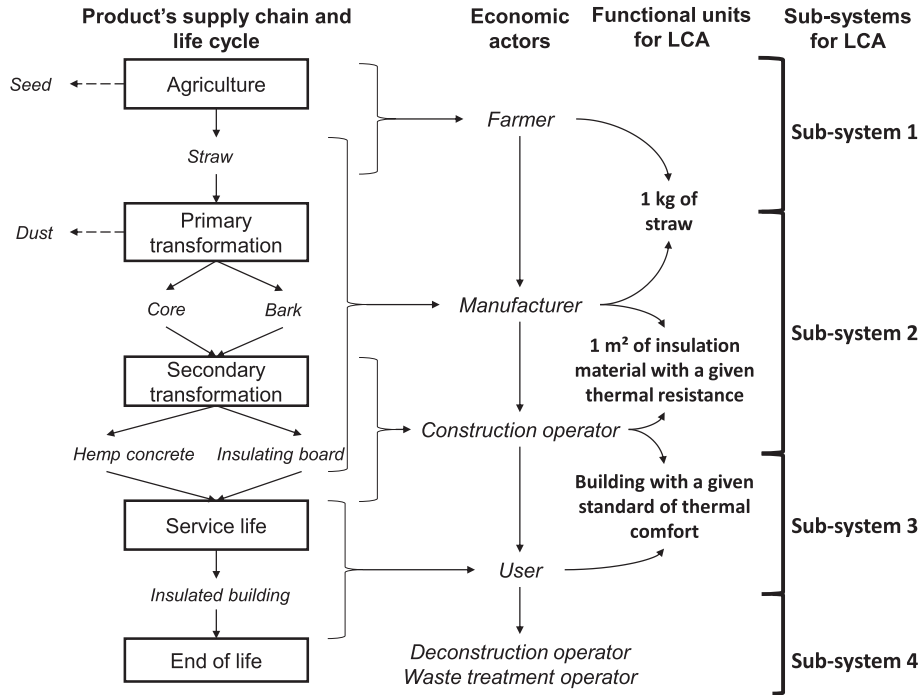 Product's supply chain and
life cycle
Economic
actors
Functional units
for LCA
Sub-systems
for LCA
Seed
Agriculture
Farmer
Sub-system 1
Straw
1 kg of
straw
Dust
Primary
transformation
Core
Bark
Manufacturer
Sub-system 2
1 m² of insulation
material with a given
thermal resistance
Secondary
transformation
Construction operator
Hemp concrete
Insulating board
Building with a given
standard of thermal
comfort
Service life
Sub-system 3
User
Insulated building
End of life
Deconstruction operator
Waste treatment operator
Sub-system 4